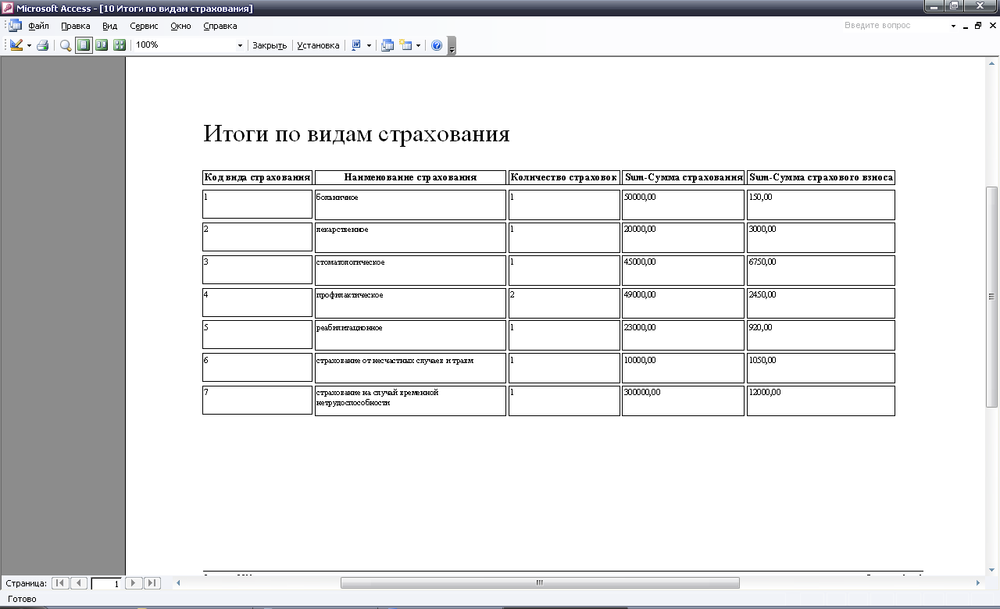 Microsoft Access - [10 Итоги по видам страхования]
Файл Правка Вид Сервис Окно Справка Введите вопрос
100% Закрыть Установка
Итоги по видам страхования
Код вида страхования Наименование страхования Количество страховок Sum-Сумма страхования Sum-Сумма страхового взноса
1 больничное 1 50000,00 150,00
2 лекарственное 1 20000,00 3000,00
3 стоматологическое 1 45000,00 6750,00
4 профилактическое 2 49000,00 2450,00
5 реабилитационное 1 23000,00 920,00
6 страхование от несчастных случаев и травм 1 10000,00 1050,00
7 страхование на случай временной 1 300000,00 12000,00
нетрудоспособности
Страница: 1
Готово